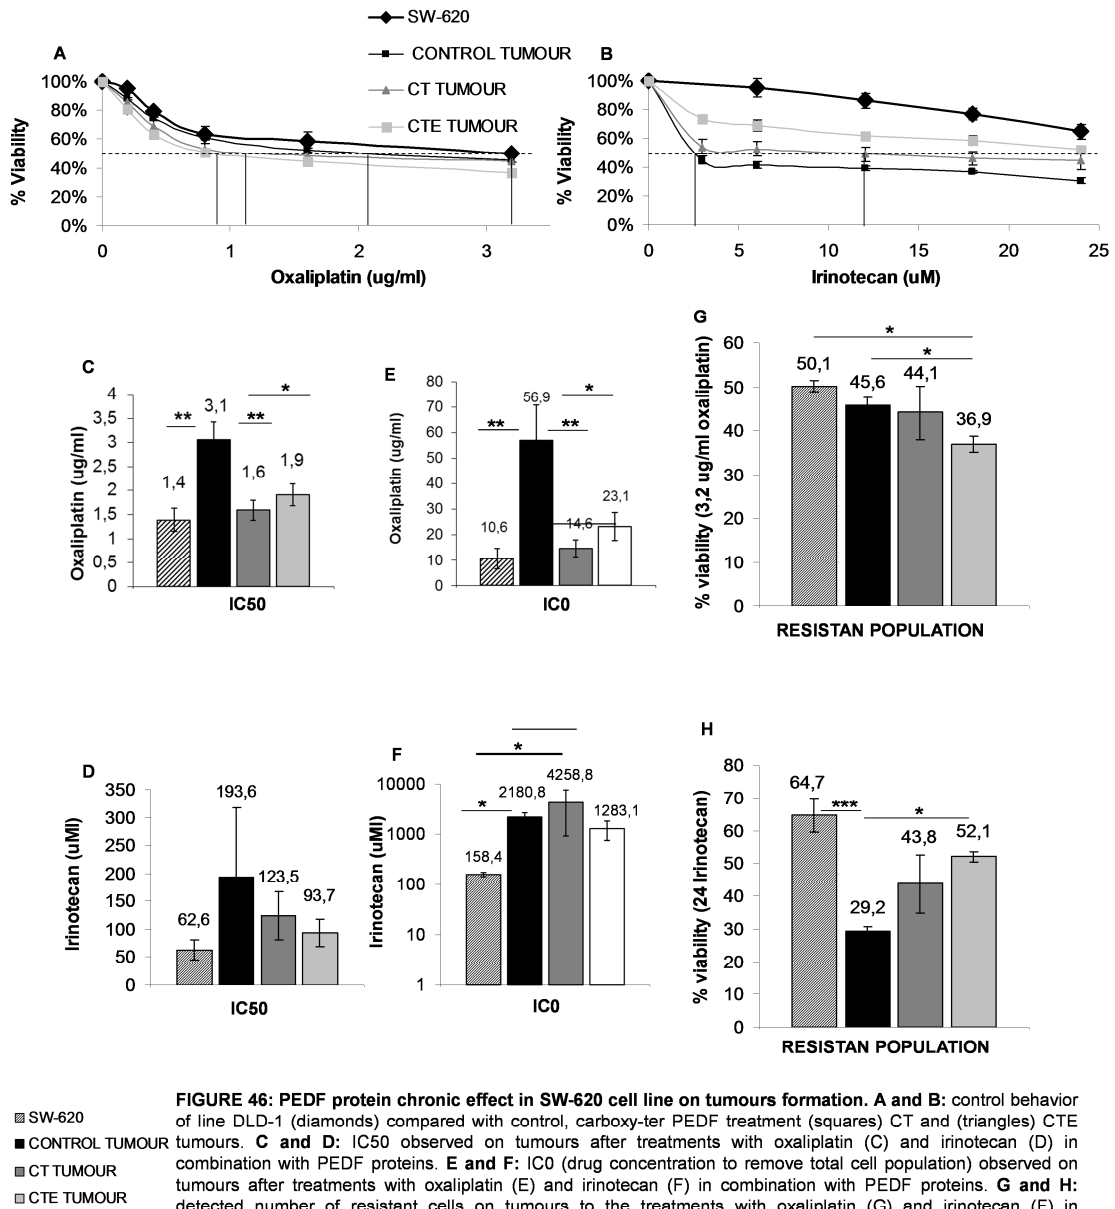 SW-620
CONTROL TUMOUR
CT TUMOUR
CTE TUMOUR
A
100%
80%
60%
40%
20%
0%
% Viability
0
1
2
3
Oxaliplatin (ug/ml)
B
100%
80%
60%
40%
20%
0%
% Viability
0
5
10
15
20
25
Irinotecan (uM)
C
4
3,5
3
2,5
2
1,5
1
0,5
0
Oxaliplatin (ug/ml)
1,4
**
3,1
**
1,6
*
1,9
IC50
E
80
70
60
50
40
30
20
10
0
Oxaliplatin (ug/ml)
10,6
**
56,9
**
14,6
*
23,1
IC0
G
60
50
40
30
20
10
0
% viability (3,2 ug/ml oxaliplatin)
*
*
50,1
45,6
44,1
36,9
RESISTAN POPULATION
D
350
300
250
200
150
100
50
0
Irinotecan (uMl)
62,6
193,6
123,5
93,7
IC50
F
10000
1000
100
10
1
Irinotecan (uMl)
*
*
158,4
2180,8
4258,8
1283,1
IC0
H
80
70
60
50
40
30
20
10
0
% viability (24 Irinotecan)
64,7
***
29,2
*
43,8
52,1
RESISTAN POPULATION
SW-620
CONTROL TUMOUR
CT TUMOUR
CTE TUMOUR
FIGURE 46: PEDF protein chronic effect in SW-620 cell line on tumours formation. A and B: control behavior
of line DLD-1 (diamonds) compared with control, carboxy-ter PEDF treatment (squares) CT and (triangles) CTE
tumours. C and D: IC50 observed on tumours after treatments with oxaliplatin (C) and irinotecan (D) in
combination with PEDF proteins. E and F: IC0 (drug concentration to remove total cell population) observed on
tumours after treatments with oxaliplatin (E) and irinotecan (F) in combination with PEDF proteins. G and H:
detected number of resistant cells on tumours to the treatments with oxaliplatin (G) and irinotecan (F) in